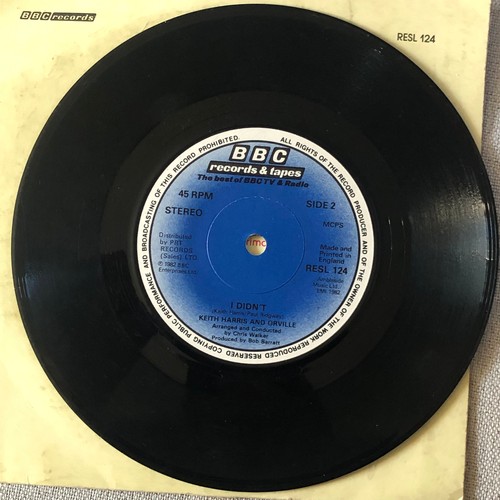 BBC records
RESL 124
ALL RIGHTS OF THE RECORD PRODUCER AND OF THE OWNER OF THE WORK REPRODUCED RESERVED COPYING PUBLIC PERFORMANCE AND BROADCASTING OF THIS RECORD PROHIBITED.
BBC
records & tapes
The best of BBC TV & Radio
45 RPM
STEREO
SIDE 2
MCPS
Distributed
by PRT
RECORDS
(Sales) LTD.
© 1982 BBC
Enterprises Ltd
Made and
Printed in
England
RESL 124
Music Ltd.
1982
I DIDN'T
KEITH HARRIS AND ORVILLE
Arranged and Conducted
by Chris Walker
Produced by Bob Barratt